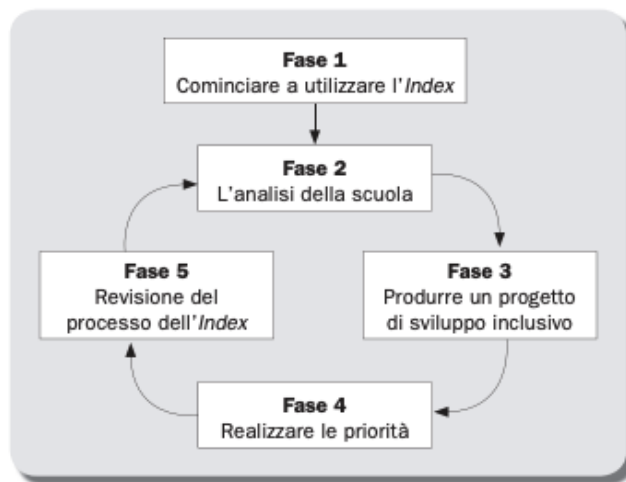 Fase 1
Cominciare a utilizzare l'Index
Fase 2
L'analisi della scuola
Fase 5
Revisione del
processo dell'Index
Fase 3
Produrre un progetto
di sviluppo inclusivo
Fase 4
Realizzare le priorità